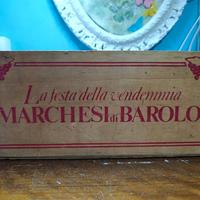 La festa della vendemmia
MARCHESI di BAROLO